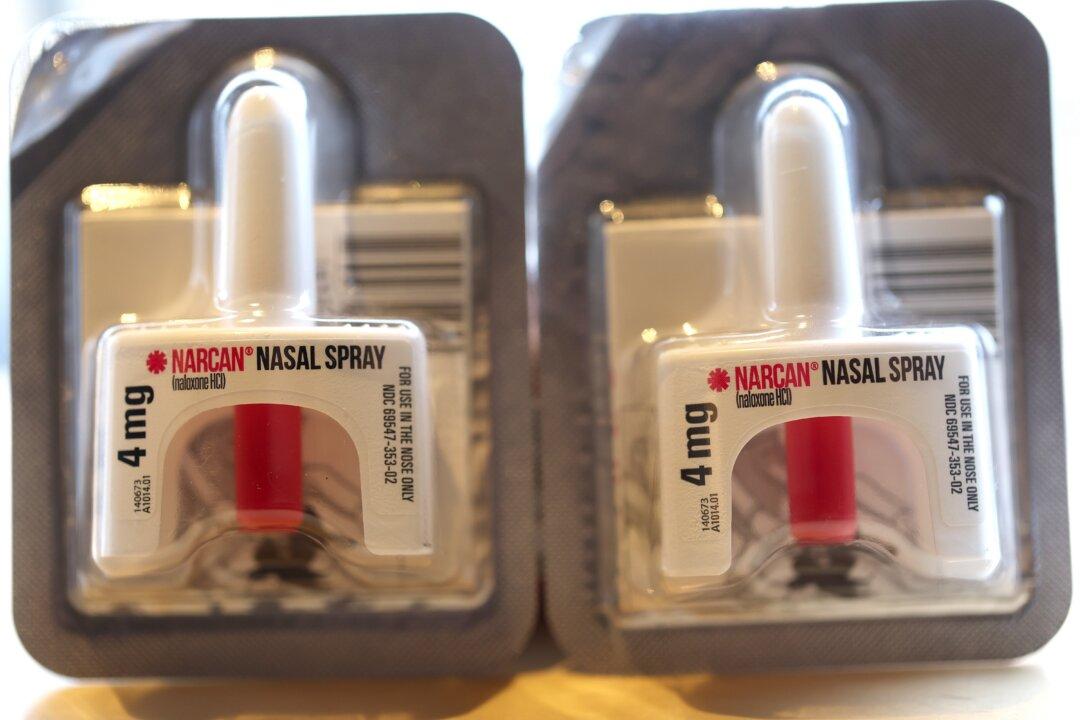 NARCAN® NASAL SPRAY
(naloxone HCl)
4 mg
FOR USE IN THE NOSE ONLY
NDC 69547-353-02
140673
A1014.01
NARCAN® NASAL SPRAY
(naloxone HCl)
4 mg
FOR USE IN THE NOSE ONLY
NDC 69547-353-02
140673
A1014.01